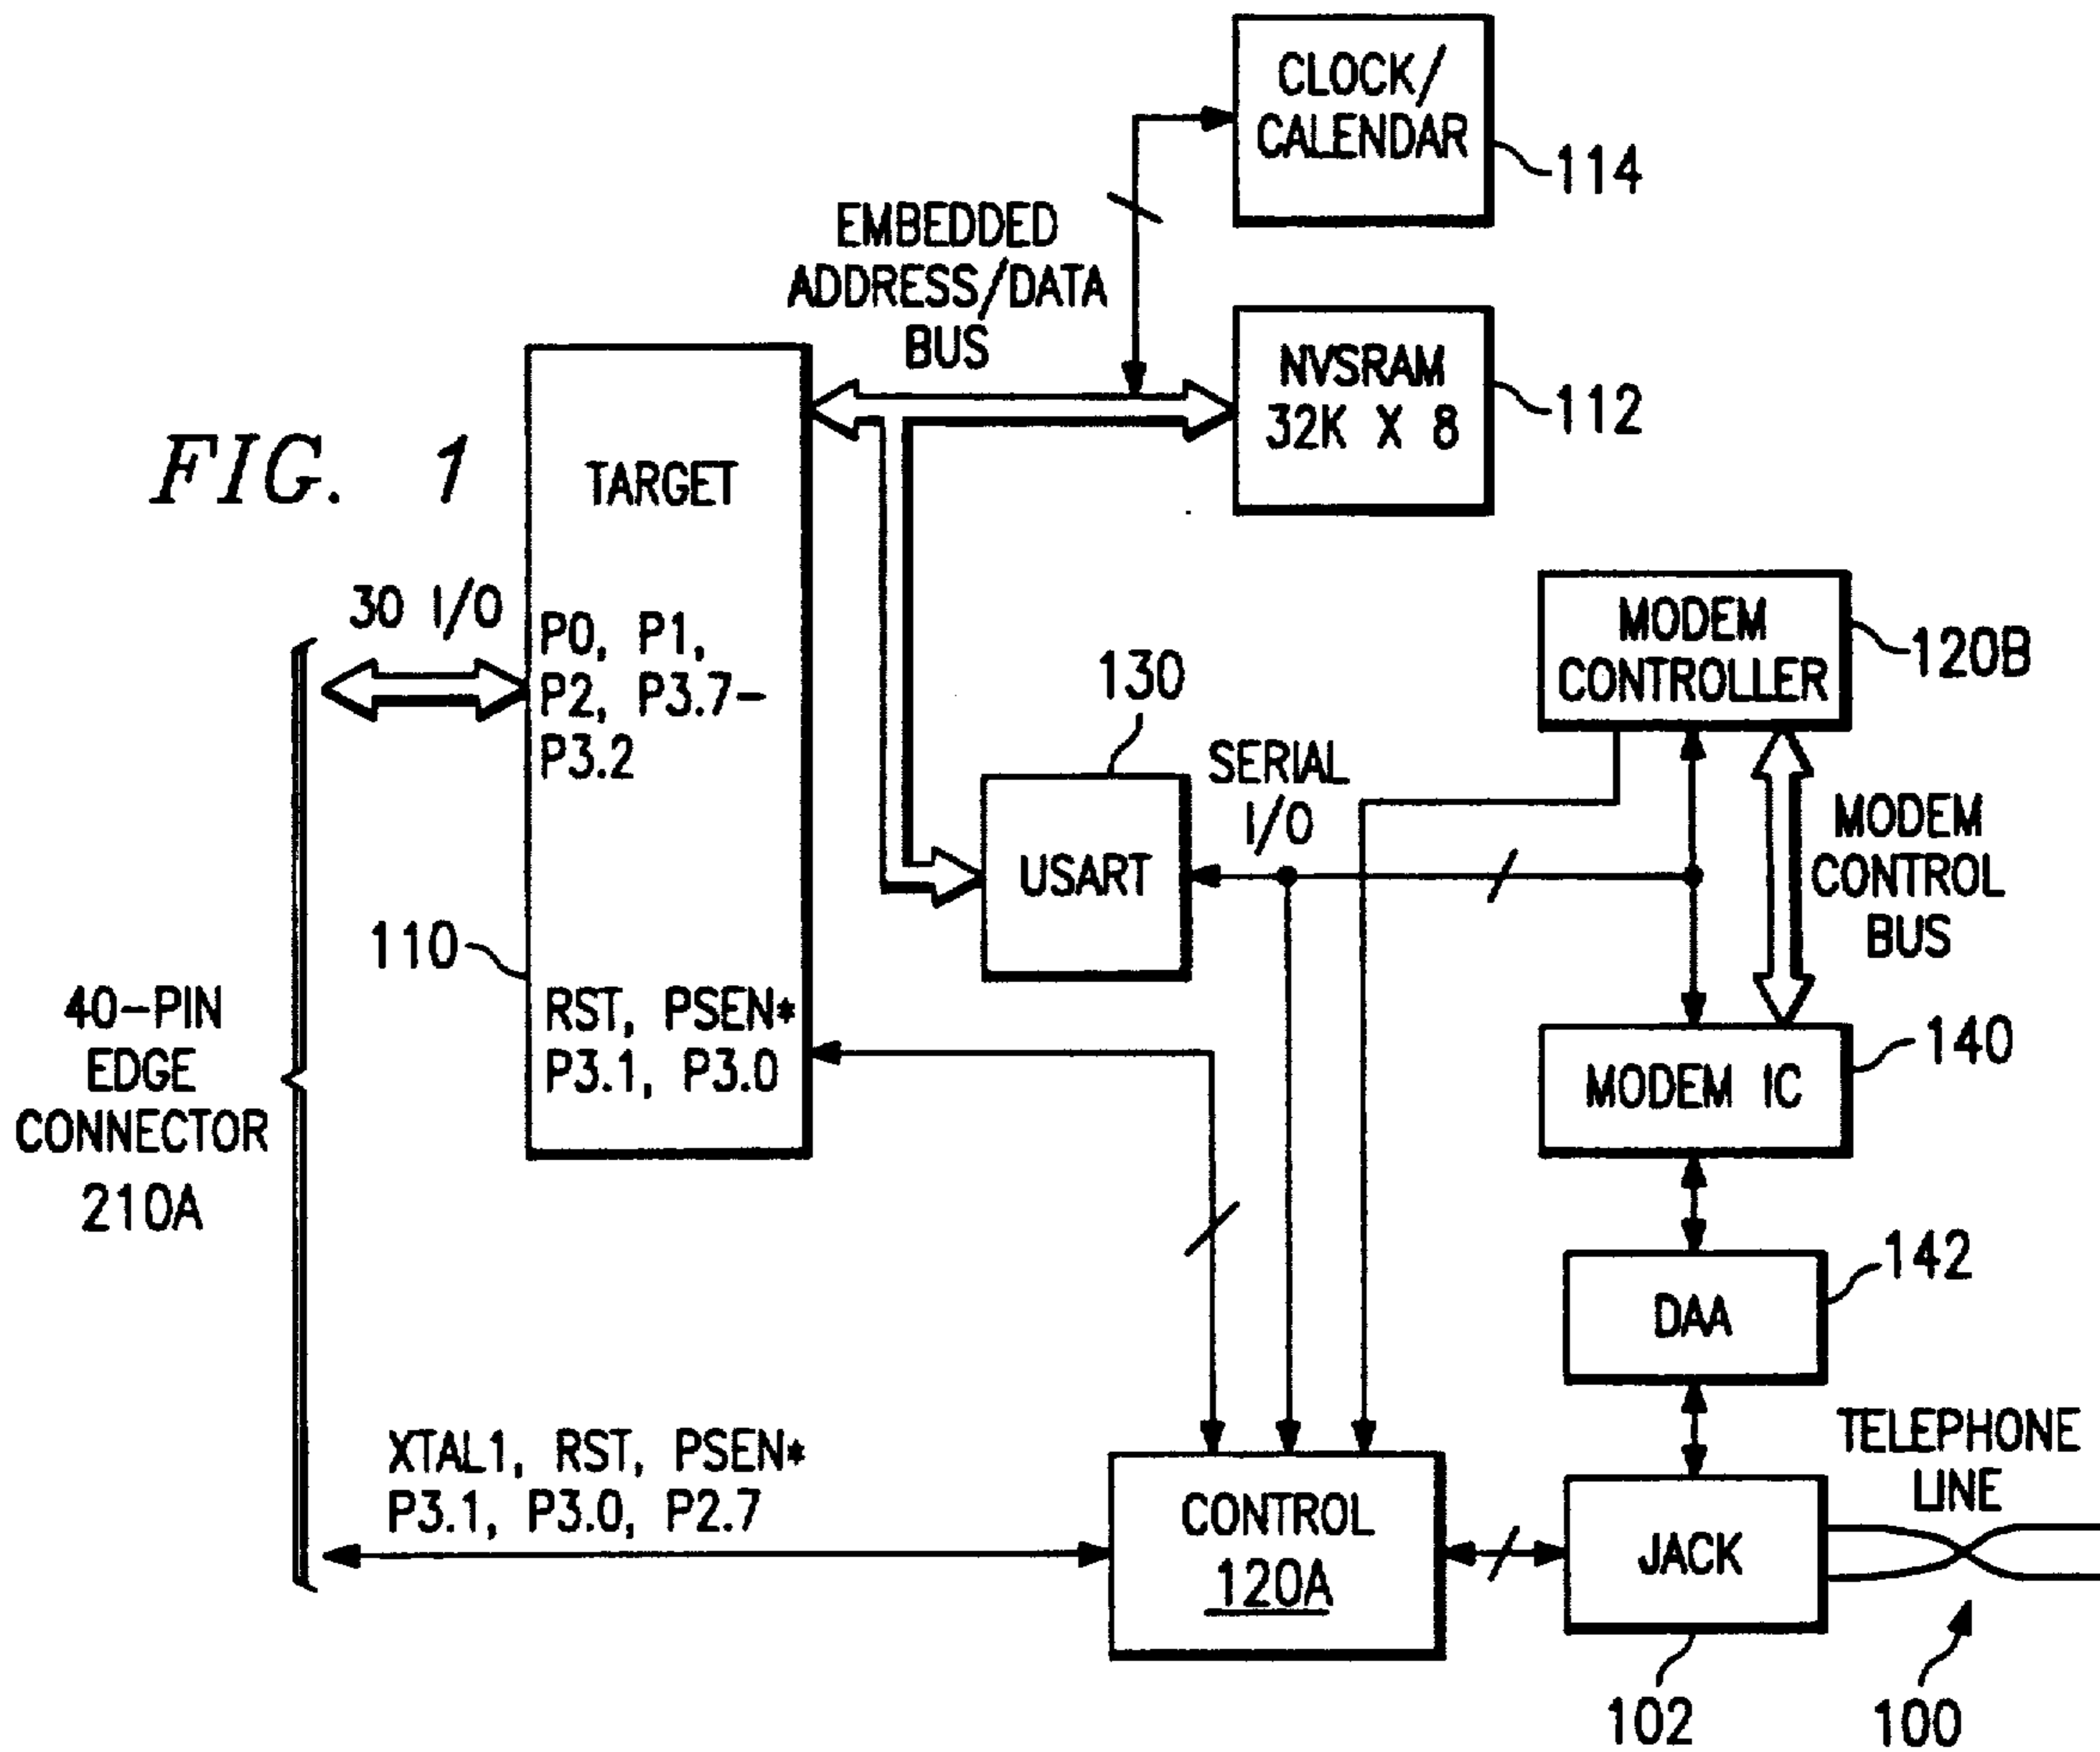 CLOCK/
CALENDAR
114
EMBEDDED
ADDRESS/DATA
BUS
NVSRAM
32K X 8
112
FIG. 1
TARGET
30 I/O
P0, P1,
P2, P3.7-
P3.2
MODEM
CONTROLLER
120B
130
SERIAL
I/O
USART
MODEM
CONTROL
BUS
110
RST, PSEN*
P3.1, P3.0
40-PIN
EDGE
CONNECTOR
210A
140
MODEM IC
142
DAA
XTAL1, RST, PSEN*
P3.1, P3.0, P2.7
CONTROL
120A
TELEPHONE
LINE
JACK
102
100